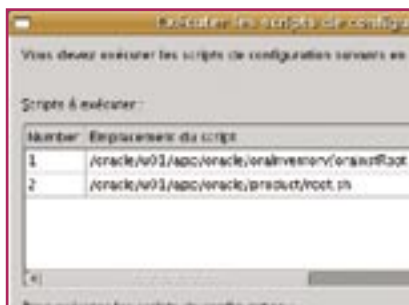 Exécuter les scripts de configu
Vous devez exécuter les scripts de configuration suivants en
Scripts à exécuter :
Number Emplacement du script
1 /oracle/u01/app/oracle/oraInventory/orainstRoot
2 /oracle/u01/app/oracle/product/root.sh